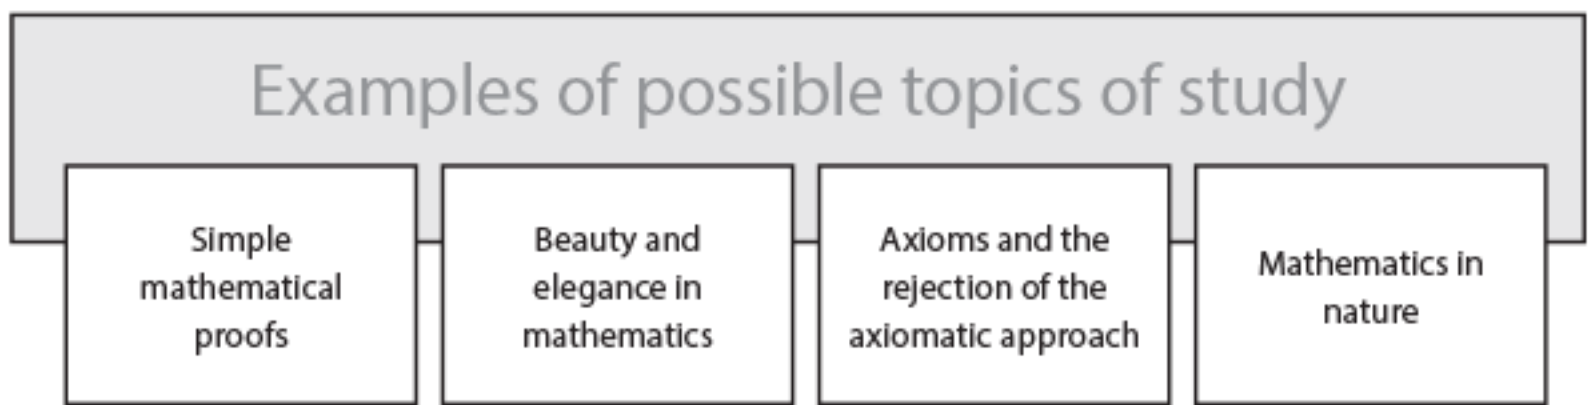 Examples of possible topics of study
Simple
mathematical
proofs
Beauty and
elegance in
mathematics
Axioms and the
rejection of the
axiomatic approach
Mathematics in
nature